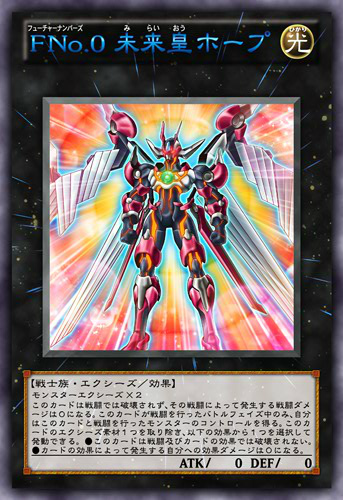 フューチャーナンバーズ み らい おう
FNo.0 未来皇ホープ
ひかり
光
【戦士族・エクシーズ/効果】
モンスターエクシーズ×2
このカードは戦闘では破壊されず、その戦闘によって発生する戦闘ダメ
ージは0になる。このカードが戦闘を行ったバトルフェイズ中のみ、自分
はこのカードと戦闘を行ったモンスターのコントロールを得る。このカー
ドのエクシーズ素材1つを取り除き、以下の効果から1つを選択して
発動できる。●このカードは戦闘及びカードの効果では破壊されない。
●カードの効果によって発生する自分への効果ダメージは0になる。
ATK/ 0 DEF/ 0